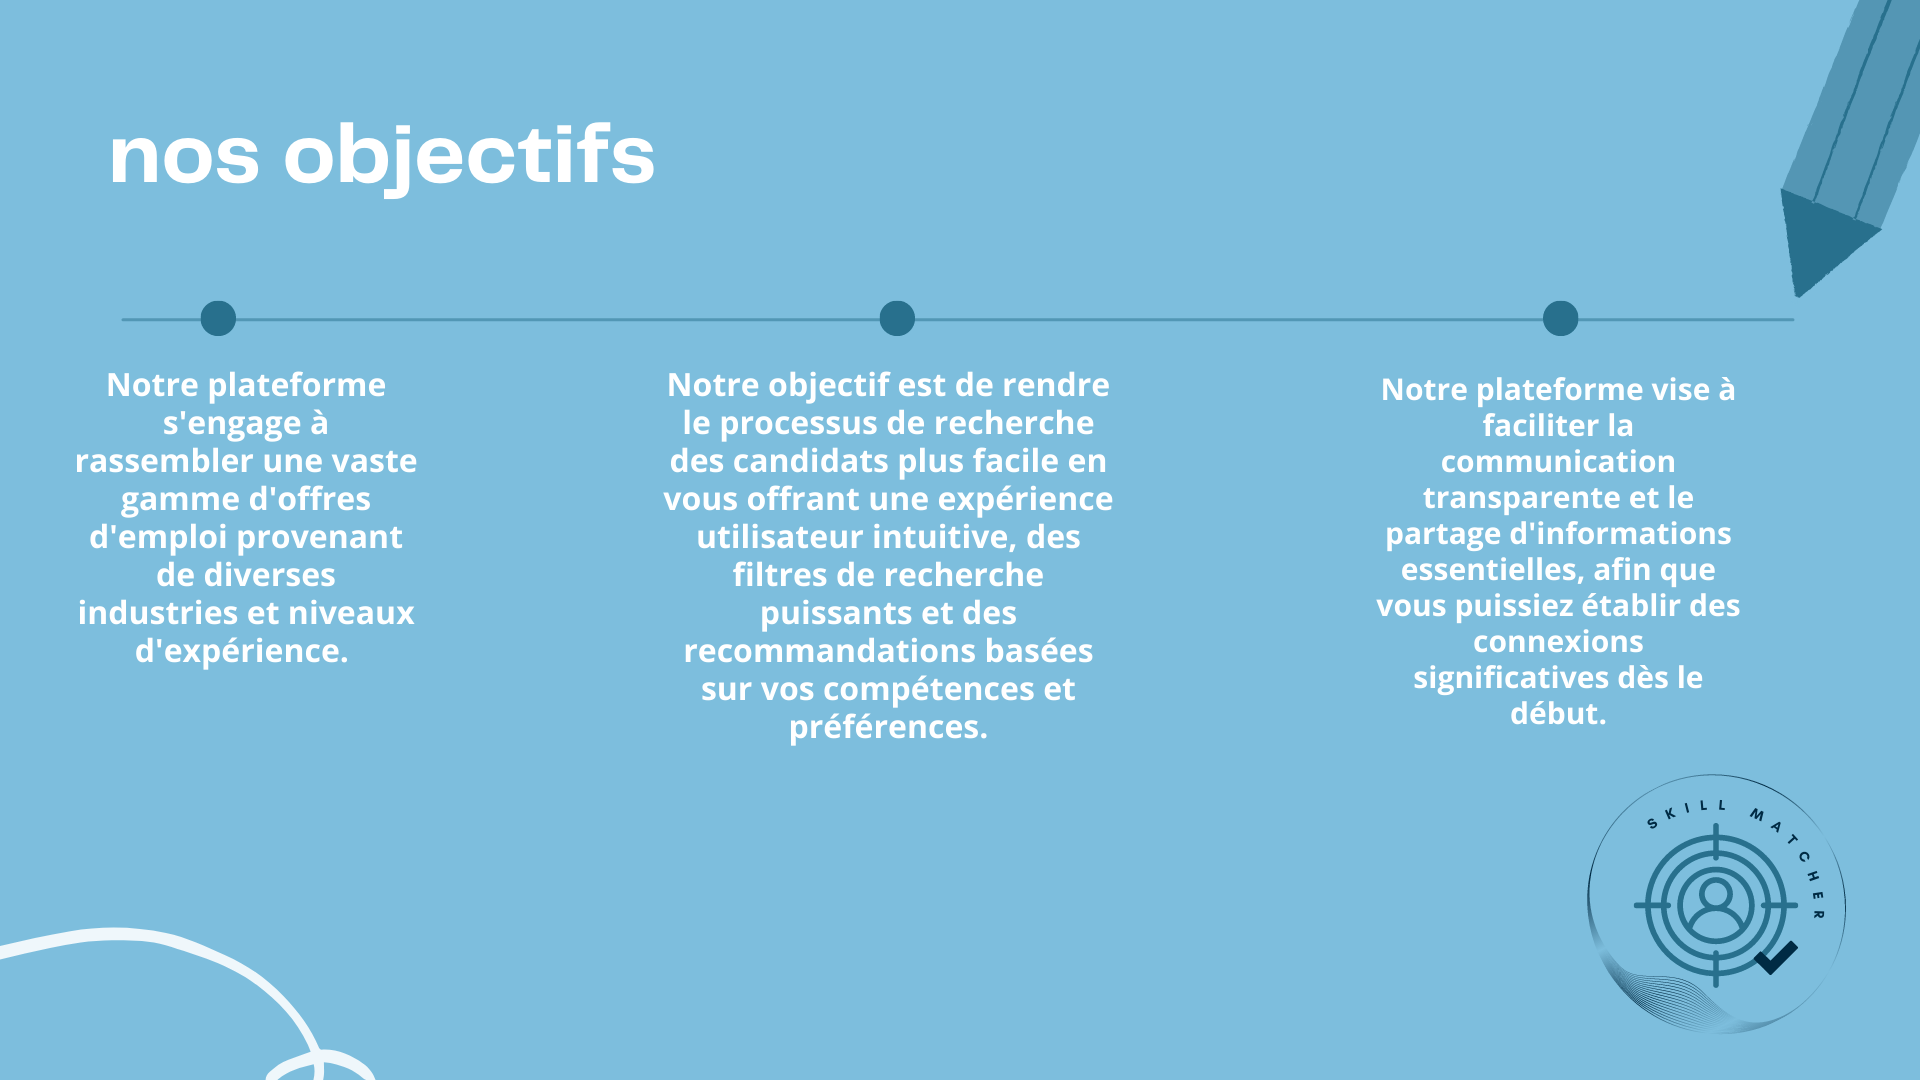 nos objectifs
Notre plateforme
s'engage à
rassembler une vaste
gamme d'offres
d'emploi provenant
de diverses
industries et niveaux
d'expérience.
Notre objectif est de rendre
le processus de recherche
des candidats plus facile en
vous offrant une expérience
utilisateur intuitive, des
filtres de recherche
puissants et des
recommandations basées
sur vos compétences et
préférences.
Notre plateforme vise à
faciliter la
communication
transparente et le
partage d'informations
essentielles, afin que
vous puissiez établir des
connexions
significatives dès le
début.
SKILL MATCHER